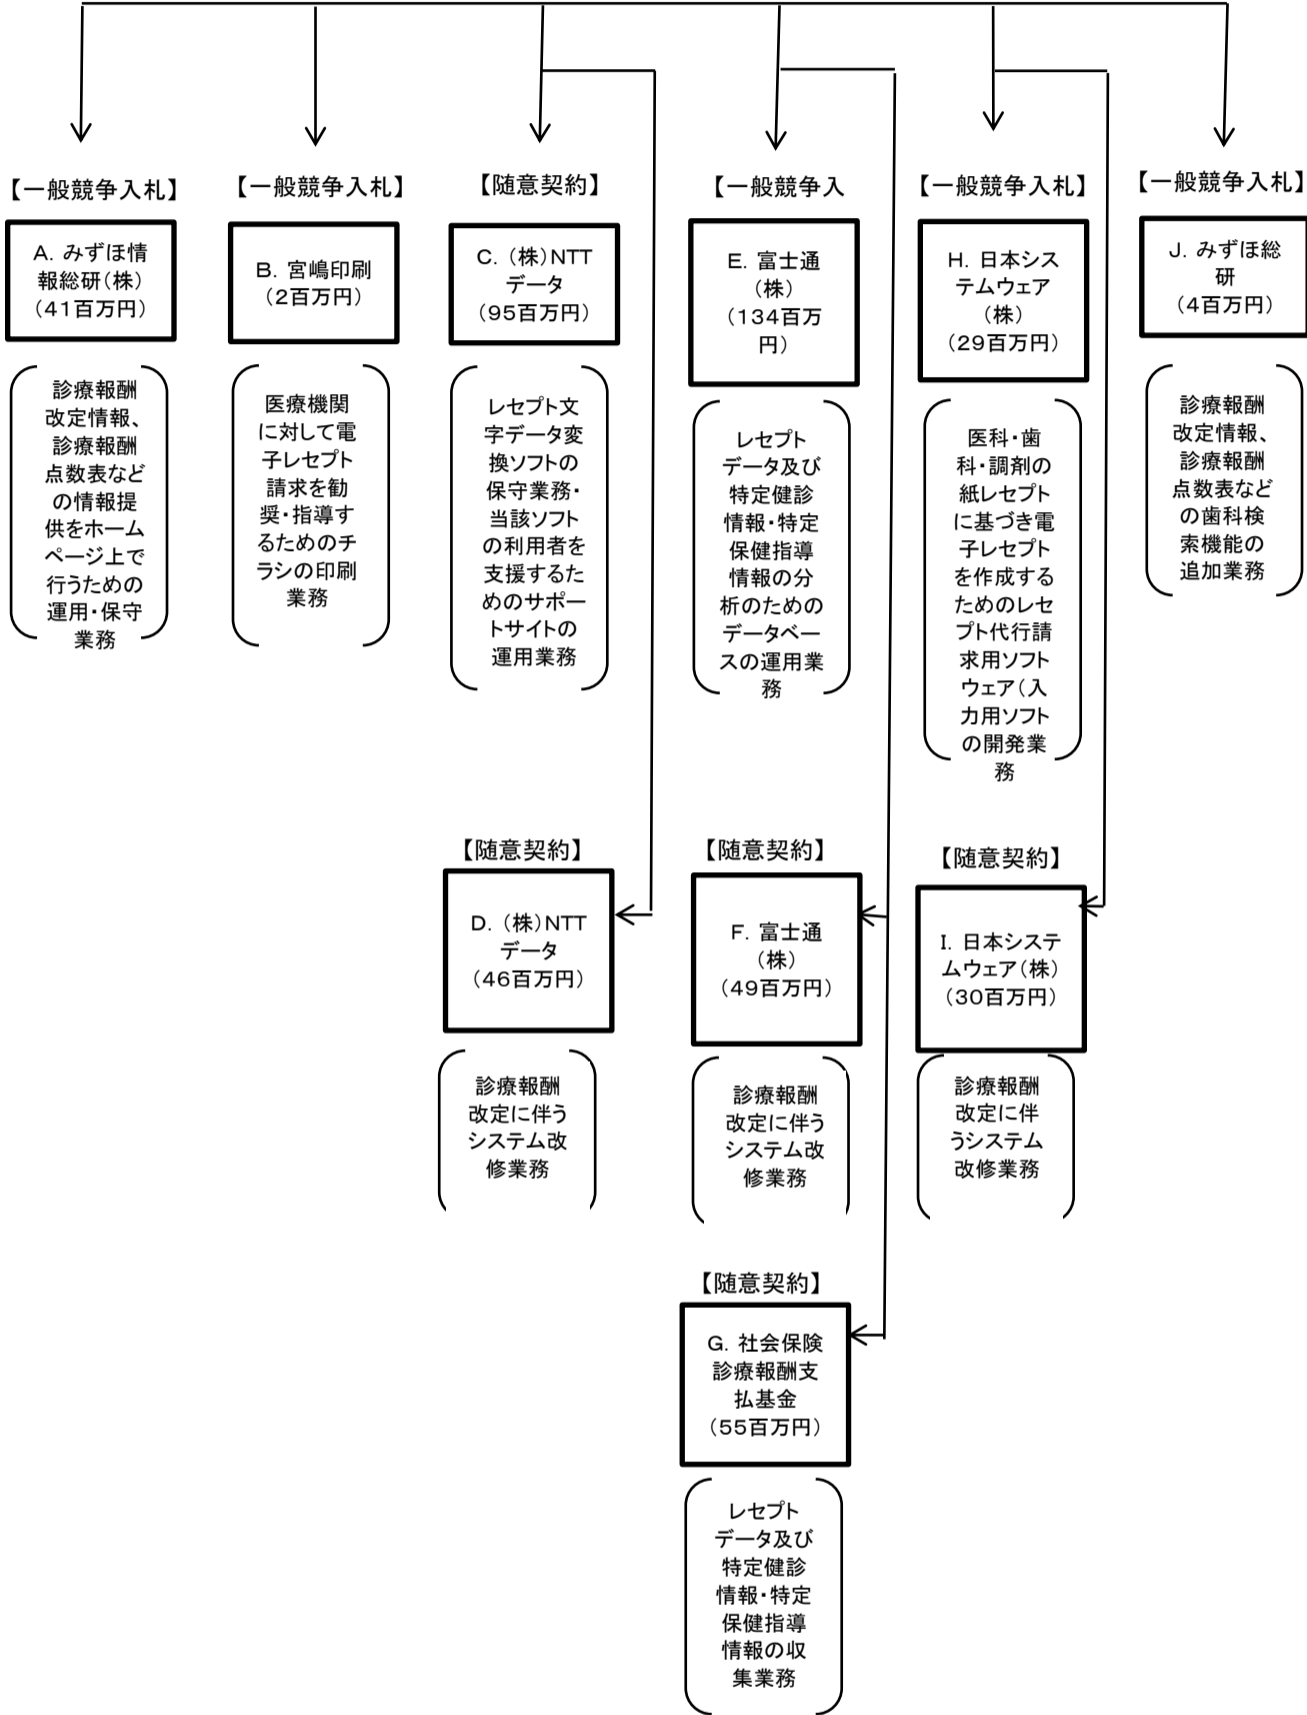 【一般競争入札】
A. みずほ情
報総研(株)
(41百万円)
診療報酬
改定情報、
診療報酬
点数表など
の情報提
供をホーム
ページ上で
行うための
運用・保守
業務
【一般競争入札】
B. 宮嶋印刷
(2百万円)
医療機関
に対して電
子レセプト
請求を勧
奨・指導す
るためのチ
ラシの印刷
業務
【随意契約】
C. (株)NTT
データ
(95百万円)
レセプト文
字データ変
換ソフトの
保守業務・
当該ソフト
の利用者を
支援するた
めのサポー
トサイトの
運用業務
【一般競争入
E. 富士通
(株)
(134百万
円)
レセプト
データ及び
特定健診
情報・特定
保健指導
情報の分
析のための
データベー
スの運用業
務
【一般競争入札】
H. 日本シス
テムウェア
(株)
(29百万円)
医科・歯
科・調剤の
紙レセプト
に基づき電
子レセプト
を作成する
ためのレセ
プト代行請
求用ソフト
ウェア(入
力用ソフト
の開発業
務
【一般競争入札】
J. みずほ総
研
(4百万円)
診療報酬
改定情報、
診療報酬
点数表など
の歯科検
索機能の
追加業務
【随意契約】
D. (株)NTT
データ
(46百万円)
診療報酬
改定に伴う
システム改
修業務
【随意契約】
F. 富士通
(株)
(49百万円)
診療報酬
改定に伴う
システム改
修業務
【随意契約】
I. 日本システ
ムウェア(株)
(30百万円)
診療報酬
改定に伴
うシステム
改修業務
【随意契約】
G. 社会保険
診療報酬支
払基金
(55百万円)
レセプト
データ及び
特定健診
情報・特定
保健指導
情報の収
集業務